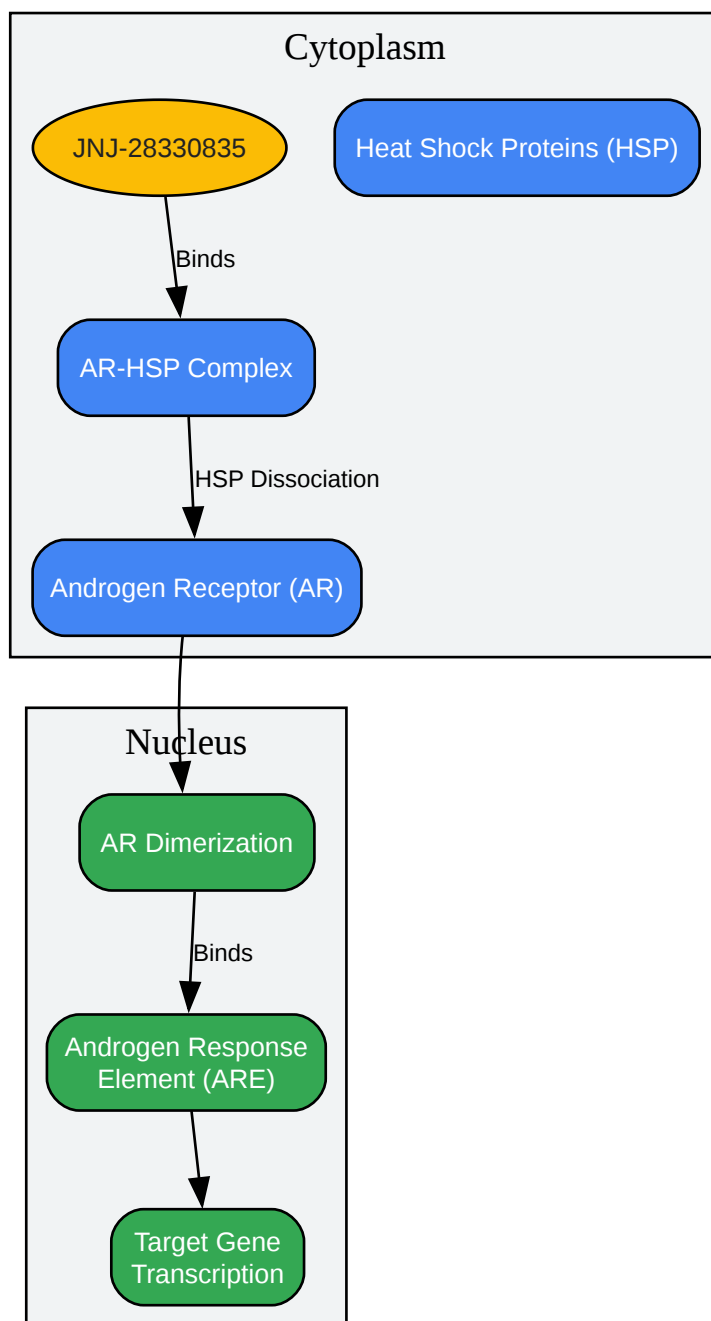 Cytoplasm
JNJ-28330835
Heat Shock Proteins (HSP)
Binds
AR-HSP Complex
HSP Dissociation
Androgen Receptor (AR)
Nucleus
AR Dimerization
Binds
Androgen Response
Element (ARE)
Target Gene
Transcription